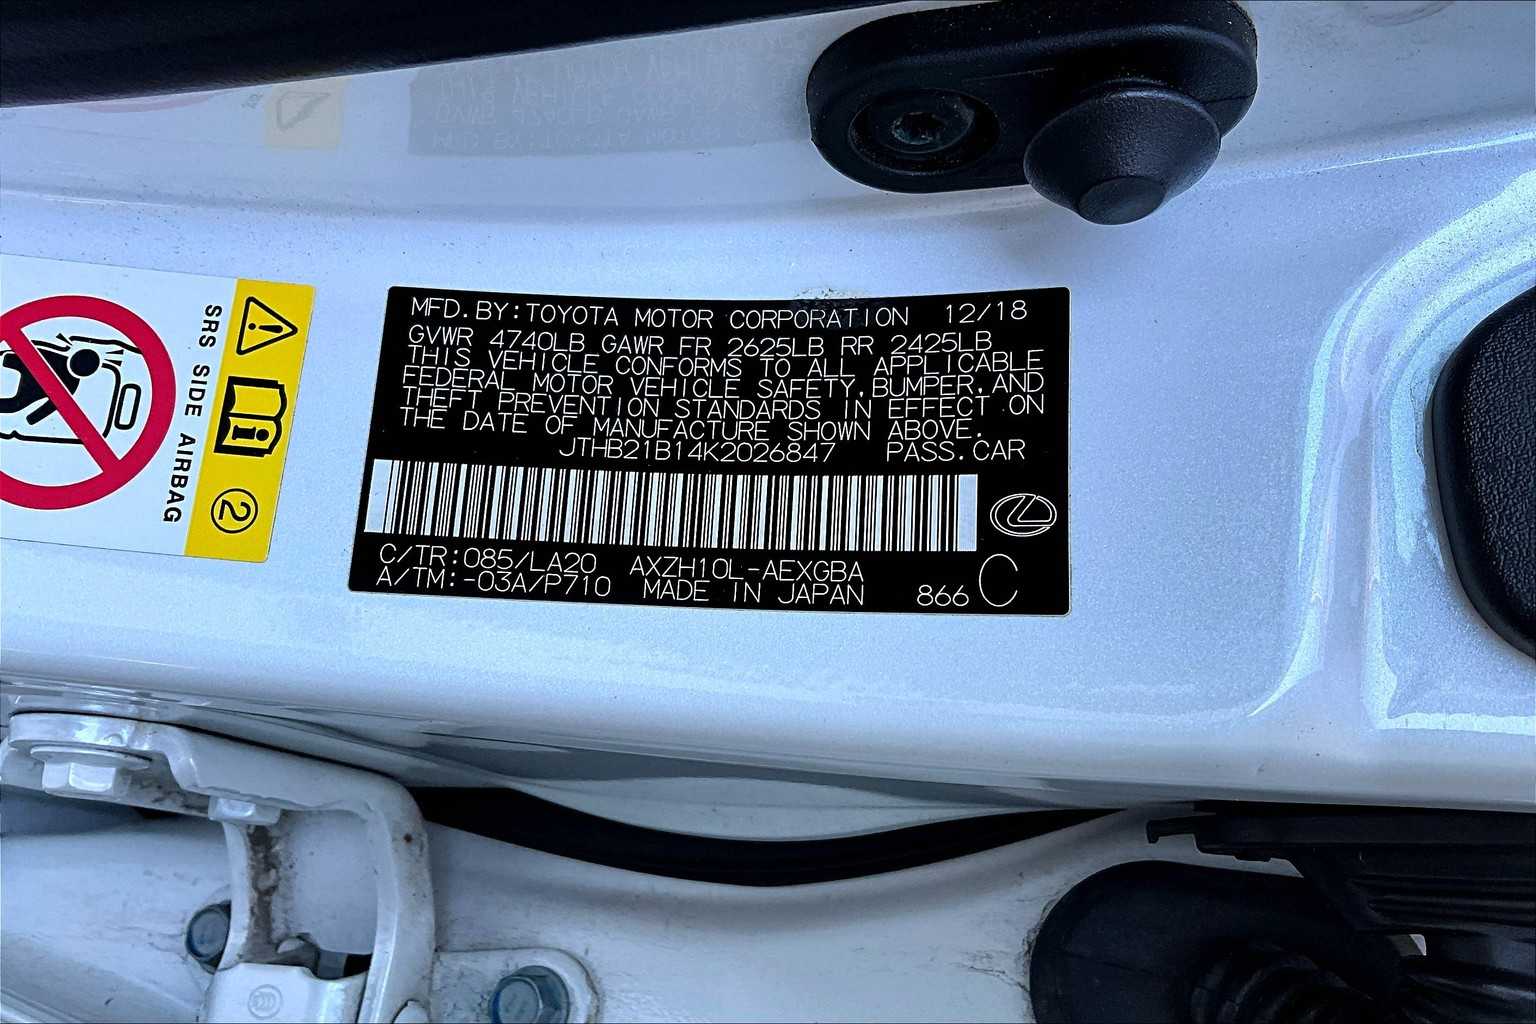 MFD.BY:TOYOTA MOTOR CORPORATION 12/18
GVWR 4740LB GAWR FR 2625LB RR 2425LB
THIS VEHICLE CONFORMS TO ALL APPLICABLE
FEDERAL MOTOR VEHICLE SAFETY,BUMPER,AND
THEFT PREVENTION STANDARDS IN EFFECT ON
THE DATE OF MANUFACTURE SHOWN ABOVE.
JTHB21B14K2026847 PASS.CAR
C/TR:085/LA20 AXZH10L-AEXGBA
A/TM:-03A/P710 MADE IN JAPAN 866 C
SRS SIDE AIRBAG
2